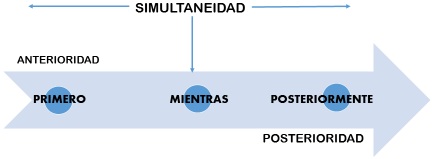 SIMULTANEIDAD
ANTERIORIDAD
PRIMERO MIENTRAS POSTERIORMENTE
POSTERIORIDAD